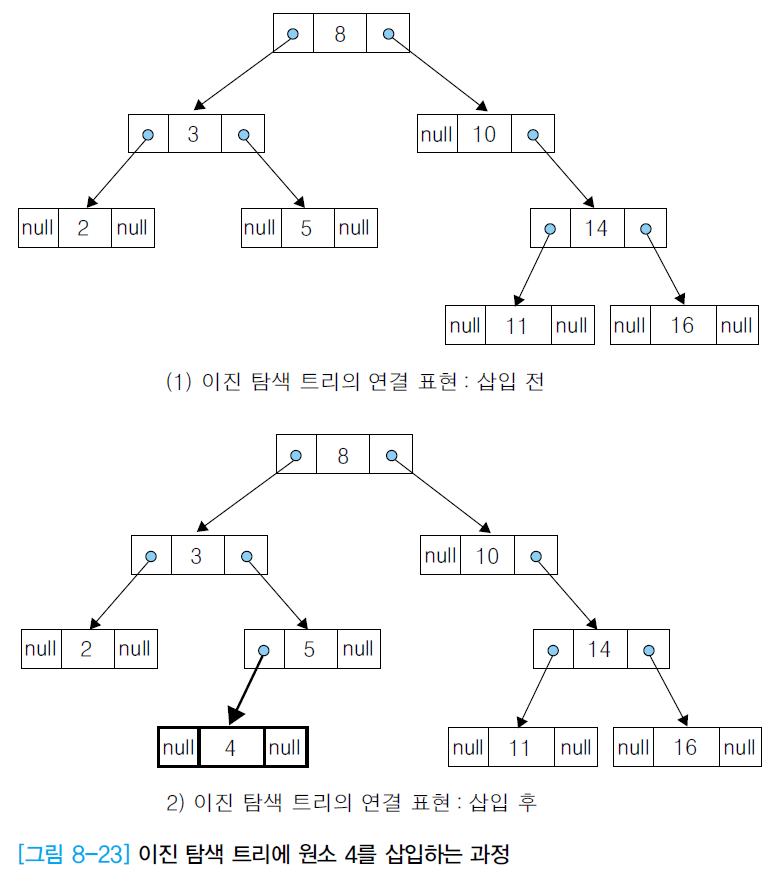 8
3
null 10
null 2 null
null 5 null
14
null 11 null
null 16 null
(1) 이진 탐색 트리의 연결 표현 : 삽입 전
8
3
null 10
null 2 null
5 null
14
null 4 null
null 11 null
null 16 null
2) 이진 탐색 트리의 연결 표현 : 삽입 후
[그림 8-23] 이진 탐색 트리에 원소 4를 삽입하는 과정